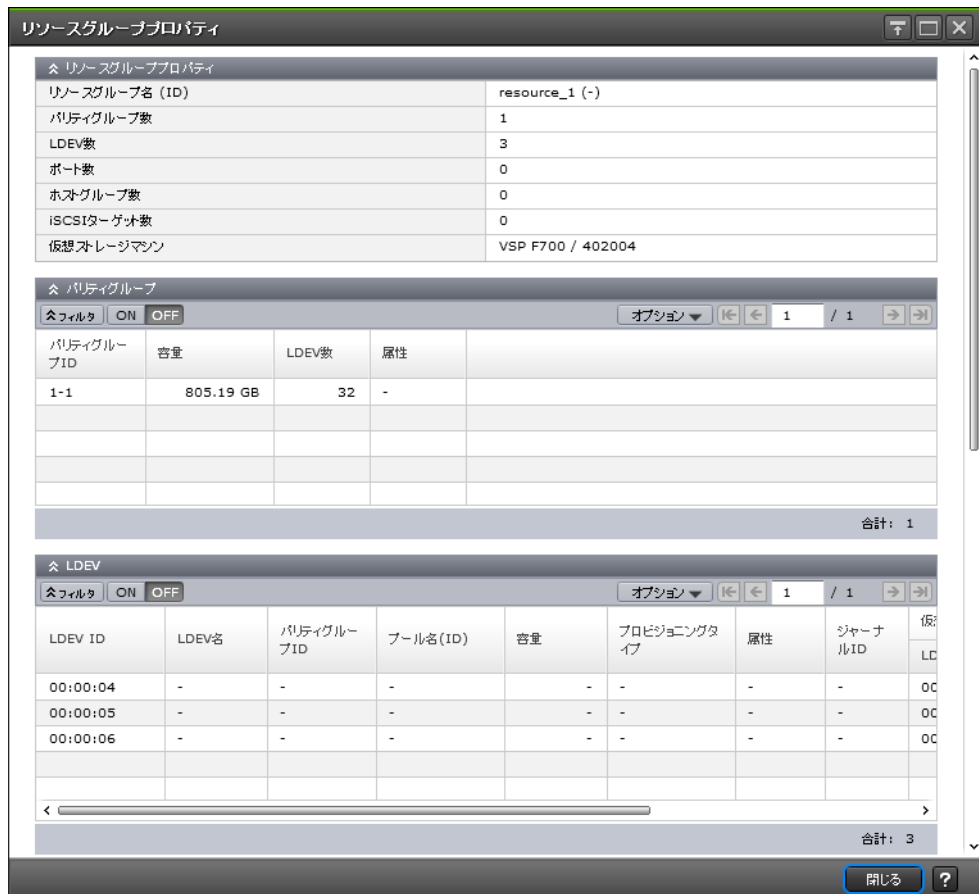 リソースグループプロパティ
リソースグループプロパティ
リソースグループ名 (ID) resource_1 (-)
パリティグループ数 1
LDEV数 3
ポート数 0
ホストグループ数 0
iSCSIターゲット数 0
仮想ストレージマシン VSP F700 / 402004
パリティグループ
フィルタ ON OFF オプション 1 / 1
パリティグルー
プID 容量 LDEV数 属性
1-1 805.19 GB 32 -
合計: 1
LDEV
フィルタ ON OFF オプション 1 / 1
LDEV ID LDEV名 パリティグルー
プID プール名(ID) 容量 プロビジョニングタ
イプ 属性 ジャーナ
ルID
00:00:04 - - - - - - - 00
00:00:05 - - - - - - - 00
00:00:06 - - - - - - - 00
合計: 3
閉じる ?